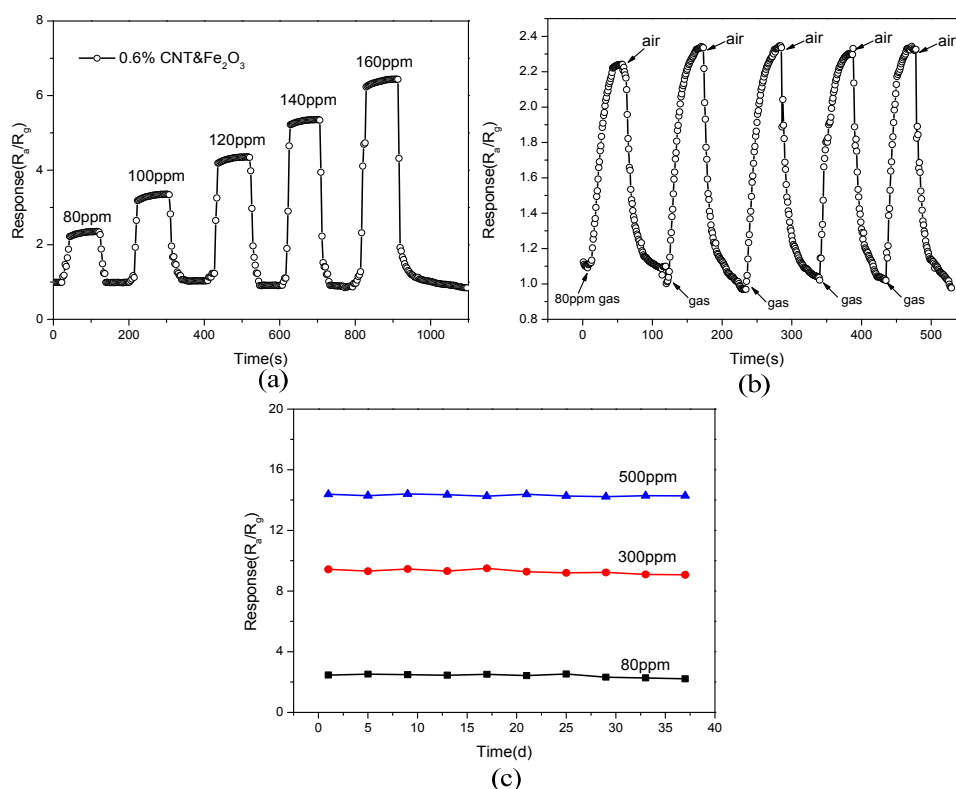 8
6
4
2
0
Response(Ra/Rg)
0.6% CNT&Fe2O3
80ppm
100ppm
120ppm
140ppm
160ppm
0 200 400 600 800 1000
Time(s)
(a)
2.4
2.2
2.0
1.8
1.6
1.4
1.2
1.0
0.8
Response(Ra/Rg)
air
air
air
air
air
80ppm gas
gas
gas
gas
gas
0 100 200 300 400 500
Time(s)
(b)
20
16
12
8
4
0
Response(Ra/Rg)
500ppm
300ppm
80ppm
0 5 10 15 20 25 30 35 40
Time(d)
(c)